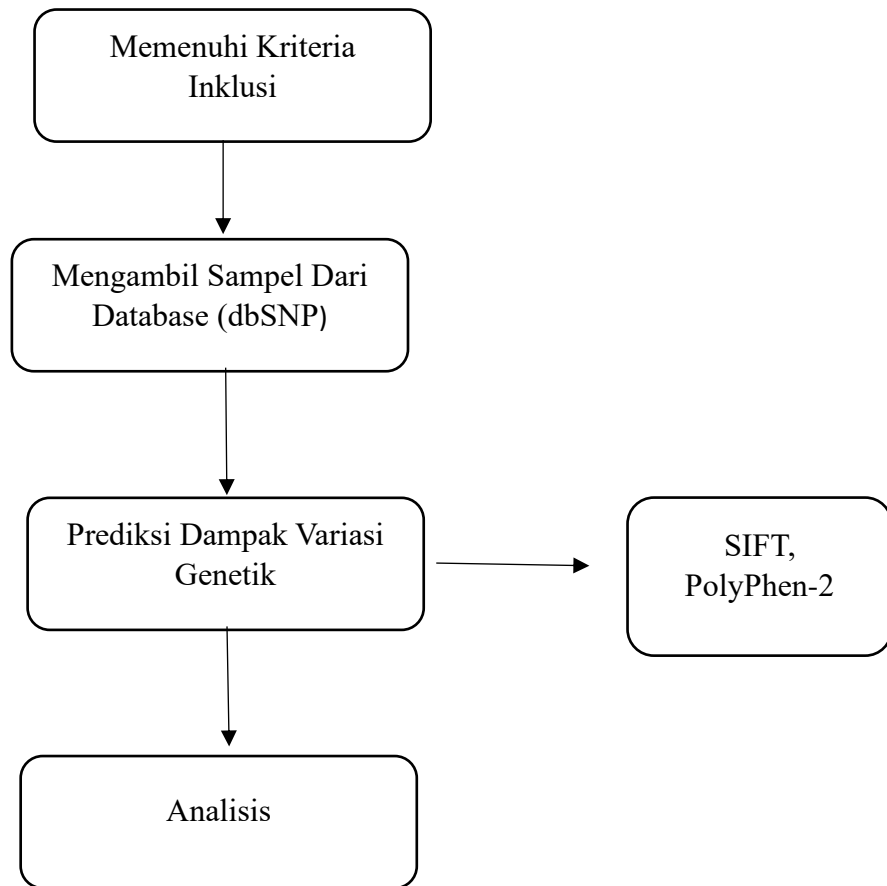 Memenuhi Kriteria
Inklusi
Mengambil Sampel Dari
Database (dbSNP)
Prediksi Dampak Variasi
Genetik
SIFT,
PolyPhen-2
Analisis